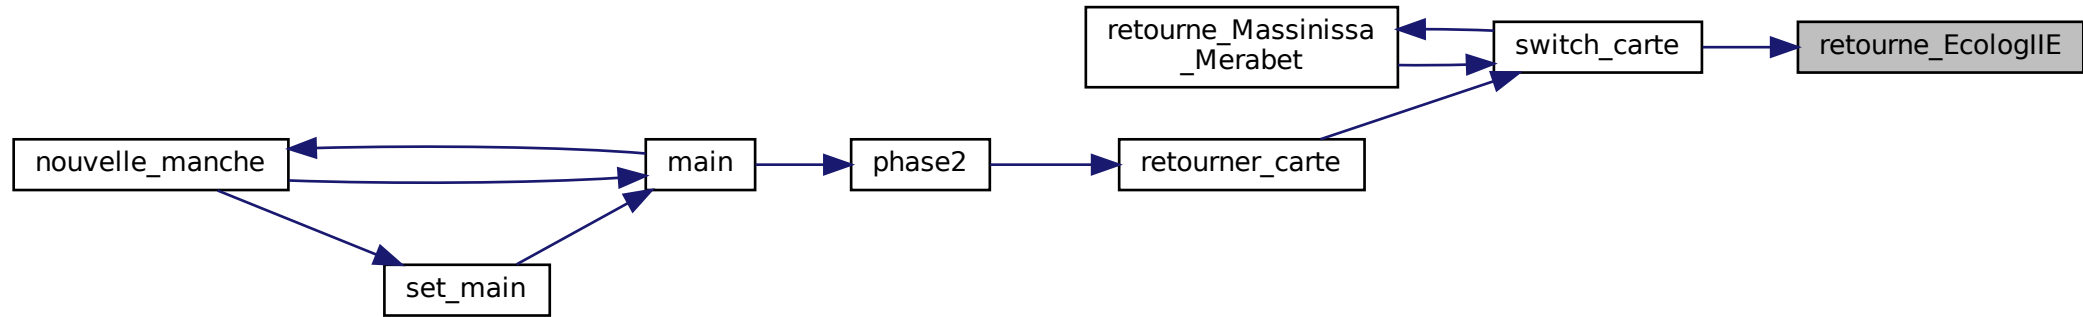 retourne_Massinissa
_Merabet
switch_carte
retourne_EcologIIE
nouvelle_manche
main
phase2
retourner_carte
set_main